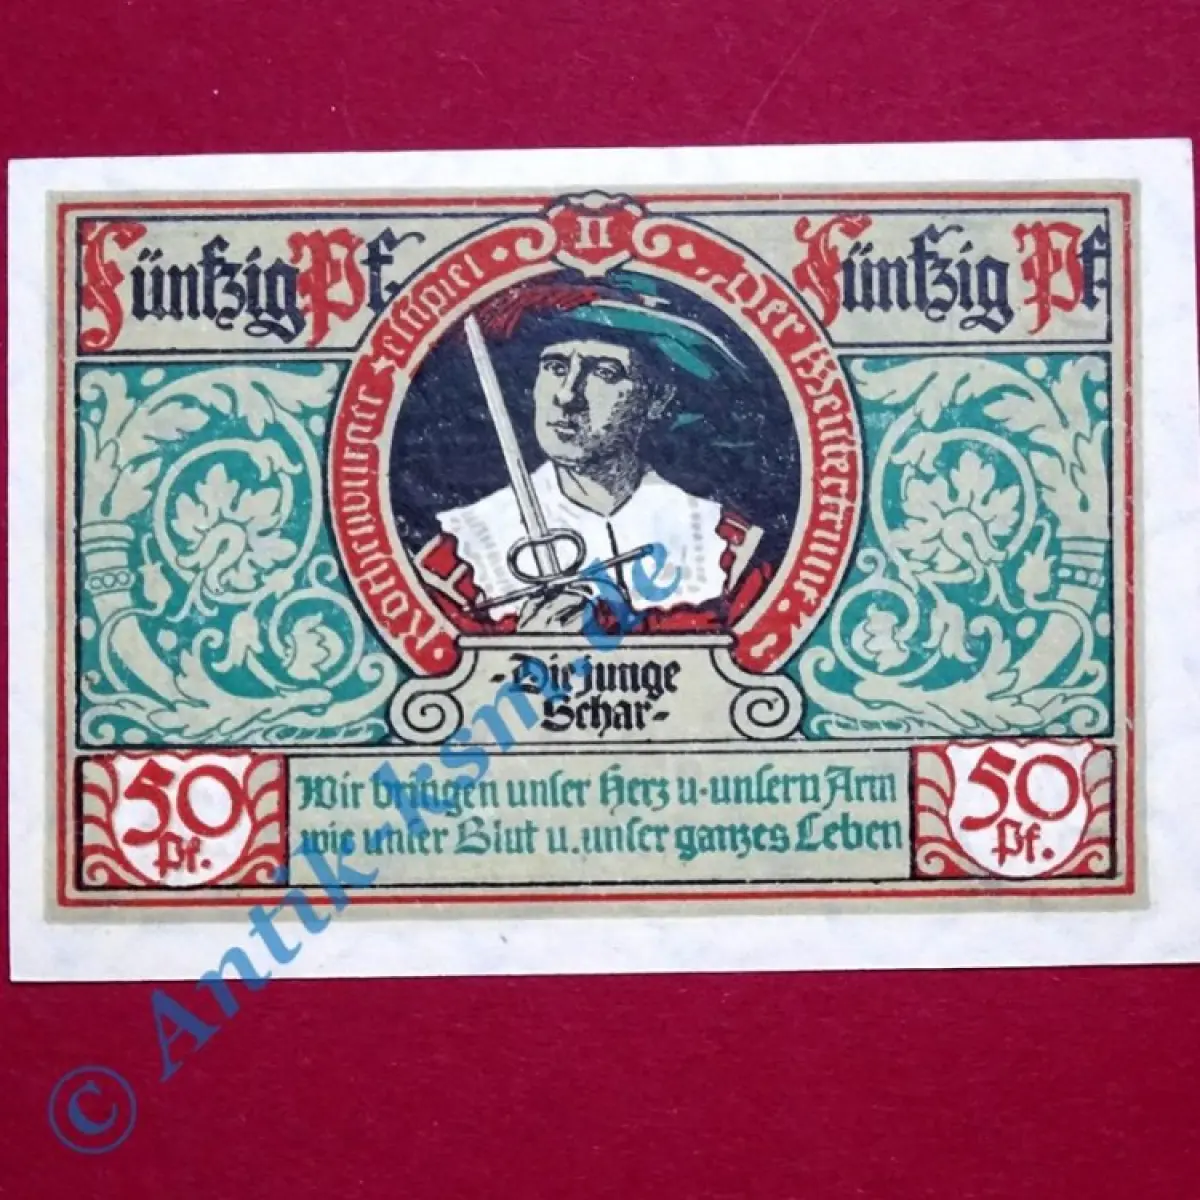 Fünfzig Pf.
II
Fünfzig Pf.
Rothenburger Festspiel · „Der Meistertrunk"
- Die junge
Schar -
50
Pf.
Wir bringen unser Herz u. unsern Arm
wie unser Blut u. unser ganzes Leben
50
Pf.
© Antik-ksm.de